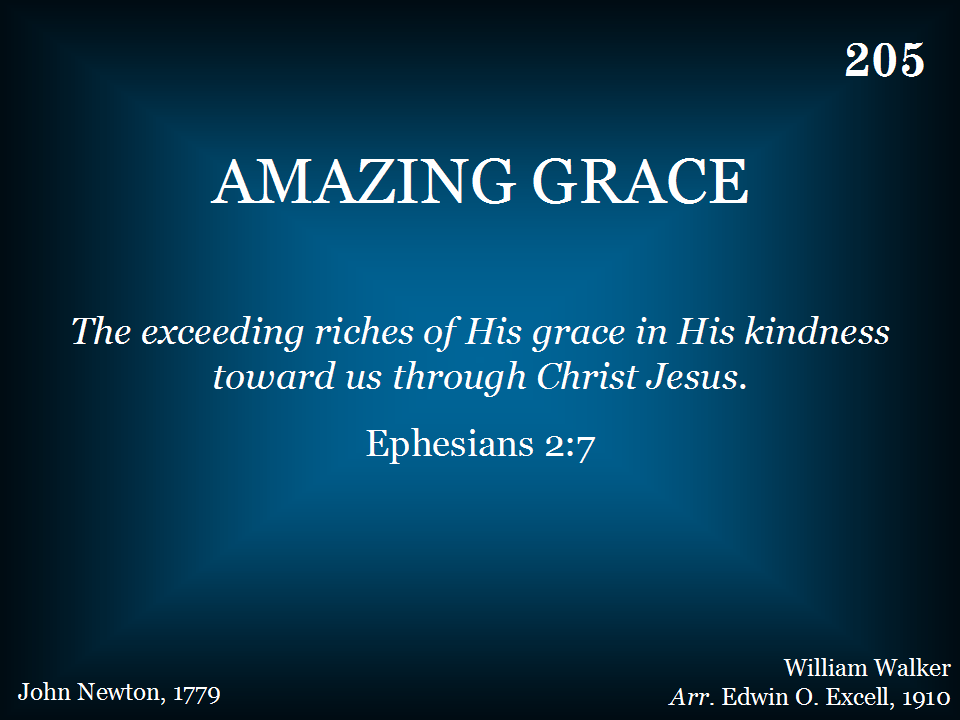 205
AMAZING GRACE
The exceeding riches of His grace in His kindness
toward us through Christ Jesus.
Ephesians 2:7
John Newton, 1779
William Walker
Arr. Edwin O. Excell, 1910